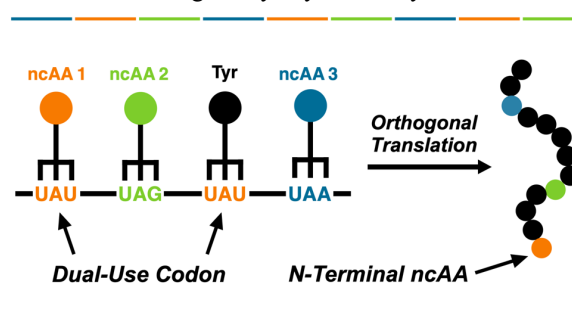 ncAA 1 ncAA 2 Tyr ncAA 3
Orthogonal
Translation
UAU UAG UAU UAA
Dual-Use Codon N-Terminal ncAA